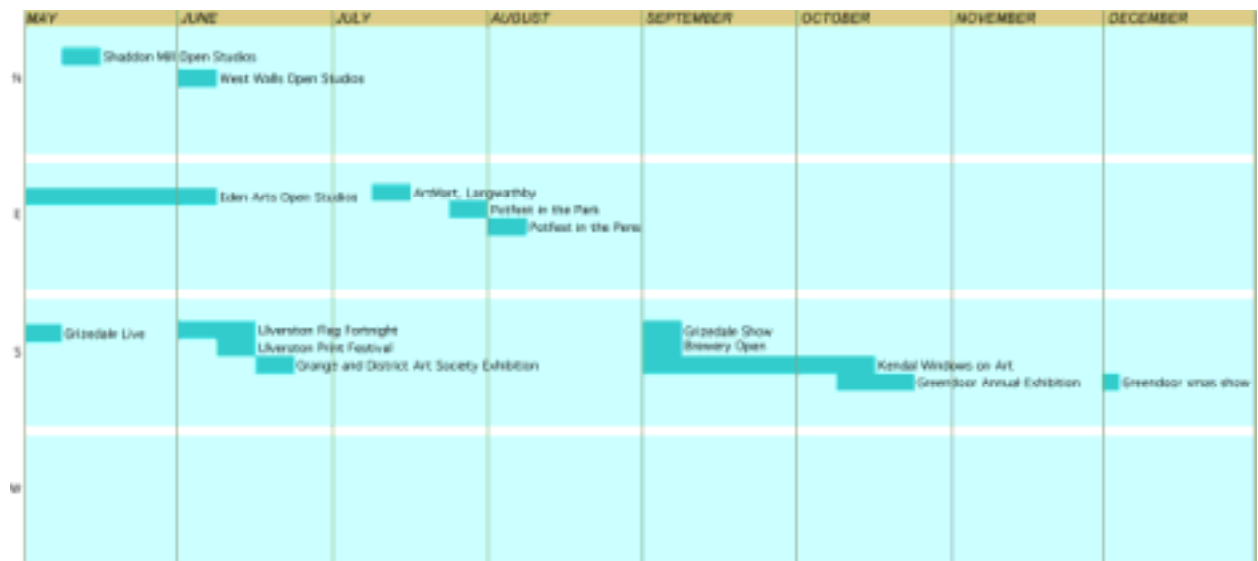 MAY JUNE JULY AUGUST SEPTEMBER OCTOBER NOVEMBER DECEMBER
N
Shaddon Mill Open Studios
West Walls Open Studios
E
Eden Arts Open Studios
ArtMart, Langwathby
Potfest in the Park
Potfest in the Pens
S
Grizedale Live
Ulverston Flag Fortnight
Ulverston Print Festival
Grange and District Art Society Exhibition
Grizedale Show
Brewery Open
Kendal Windows on Art
Greendoor Annual Exhibition
Greendoor xmas show
W